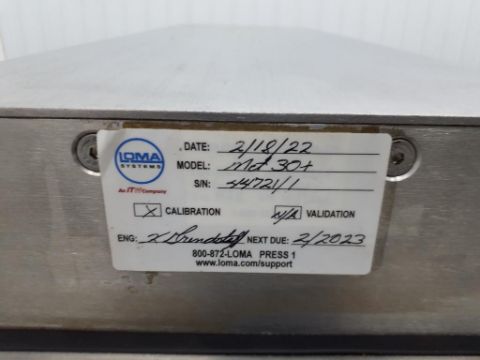 LOMA
SYSTEMS
An ITW Company
DATE: 2/18/22
MODEL: Met 30+
S/N: 44721/1
X CALIBRATION N/A VALIDATION
ENG: NEXT DUE: 2/2023
800-872-LOMA PRESS 1
www.loma.com/support